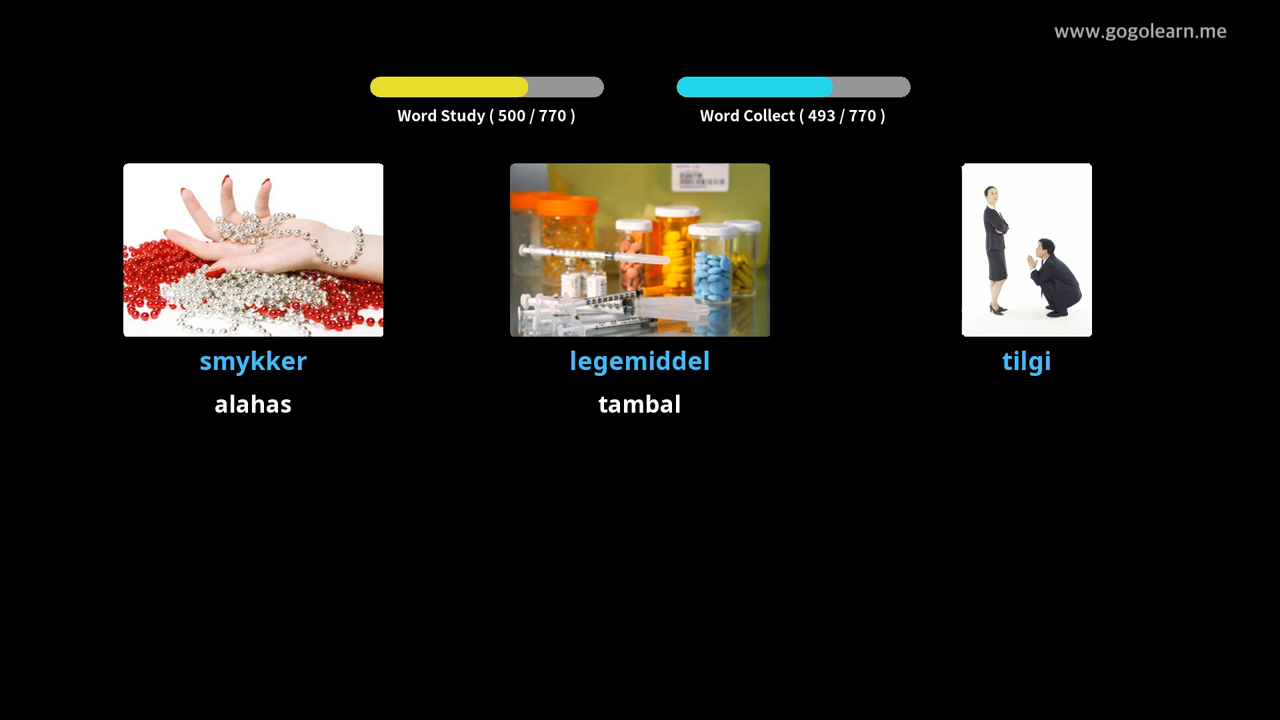 www.gogolearn.me
Word Study ( 500 / 770 )
Word Collect ( 493 / 770 )
smykker
legemiddel
tilgi
alahas
tambal